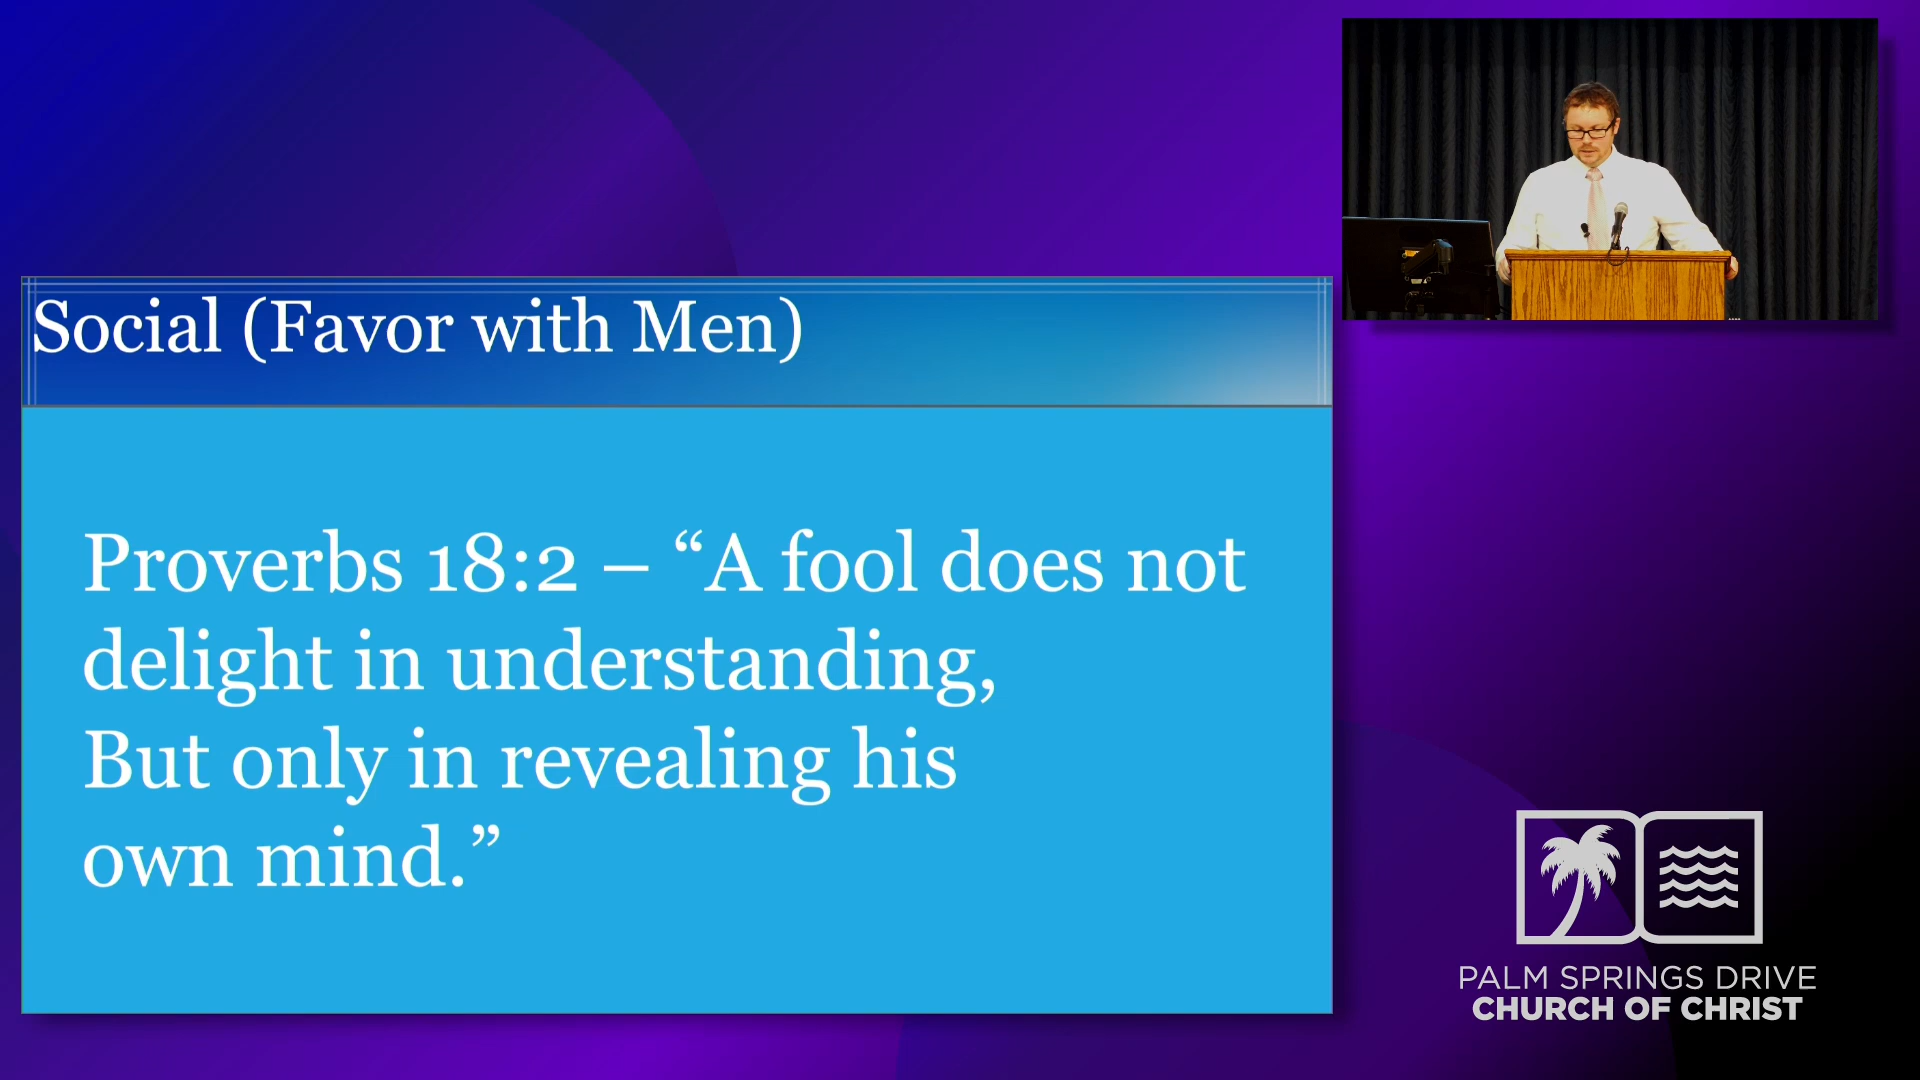 Social (Favor with Men)
Proverbs 18:2 – “A fool does not
delight in understanding,
But only in revealing his
own mind.”
PALM SPRINGS DRIVE
CHURCH OF CHRIST